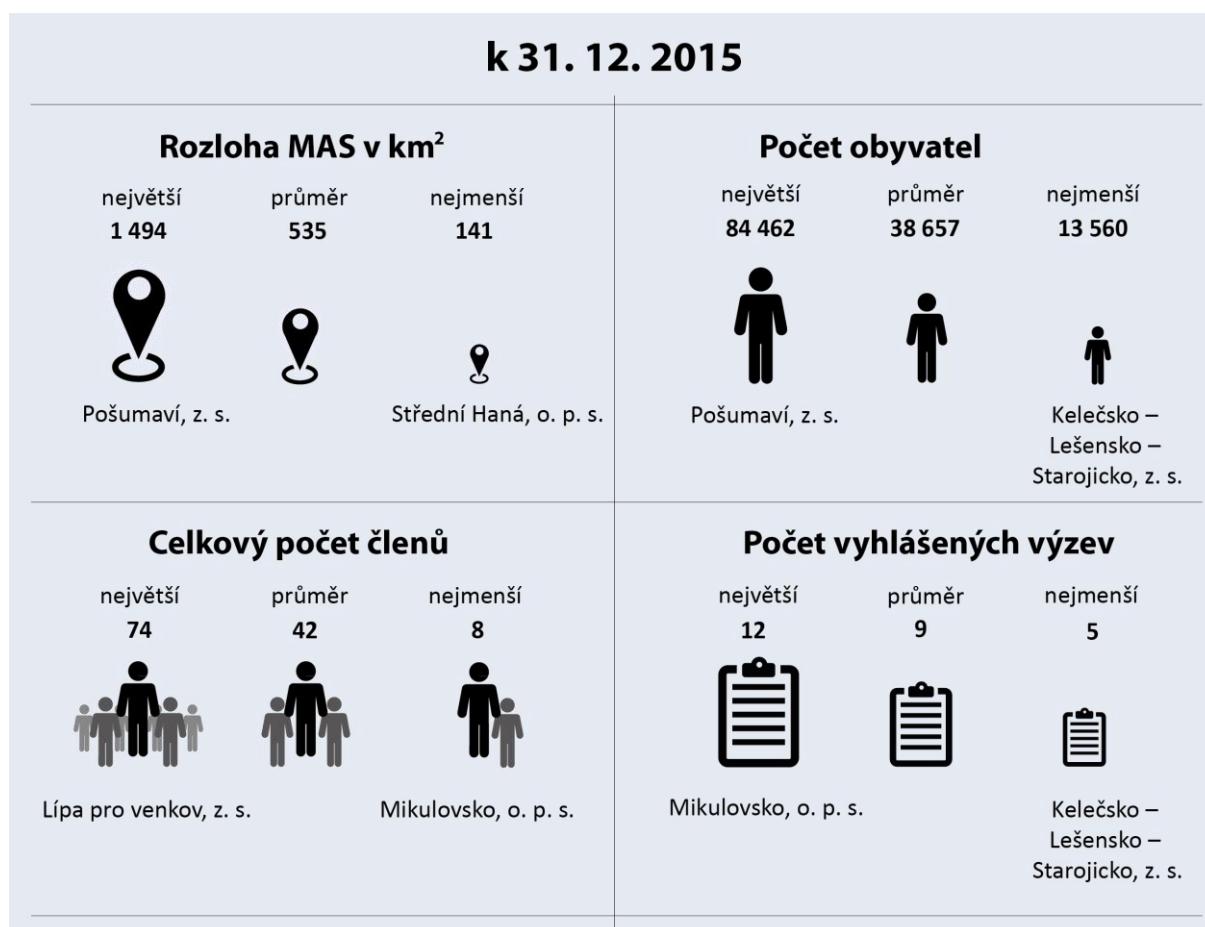 k 31. 12. 2015
Rozloha MAS v km²
největší průměr nejmenší
1 494 535 141
Pošumaví, z. s. Střední Haná, o. p. s.
Počet obyvatel
největší průměr nejmenší
84 462 38 657 13 560
Pošumaví, z. s. Kelečsko –
Lešensko –
Starojicko, z. s.
Celkový počet členů
největší průměr nejmenší
74 42 8
Lípa pro venkov, z. s. Mikulovsko, o. p. s.
Počet vyhlášených výzev
největší průměr nejmenší
12 9 5
Mikulovsko, o. p. s. Kelečsko –
Lešensko –
Starojicko, z. s.